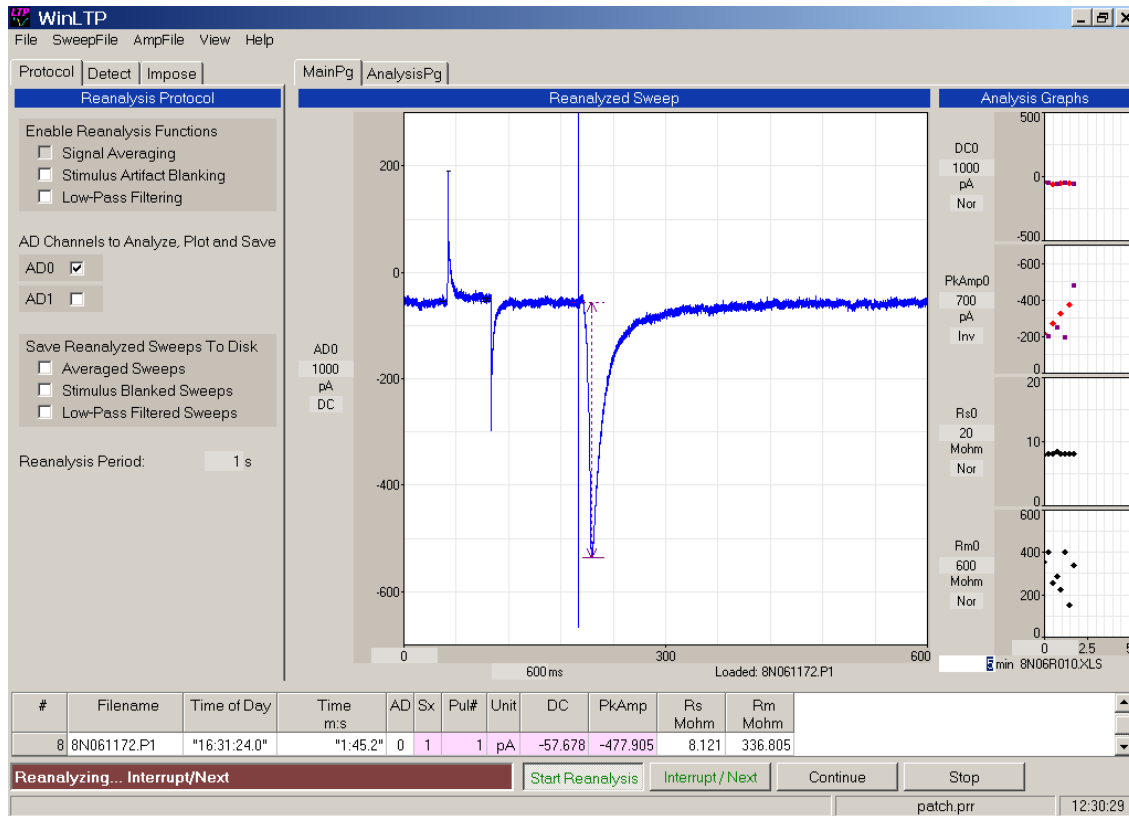 LTP WinLTP
File SweepFile AmpFile View Help
Protocol Detect Impose MainPg AnalysisPg
Reanalysis Protocol
Enable Reanalysis Functions
Signal Averaging
Stimulus Artifact Blanking
Low-Pass Filtering
AD Channels to Analyze, Plot and Save
AD0
AD1
Save Reanalyzed Sweeps To Disk
Averaged Sweeps
Stimulus Blanked Sweeps
Low-Pass Filtered Sweeps
Reanalysis Period: 1 s
Reanalyzed Sweep
AD0
1000
pA
DC
200
0
-200
-400
-600
0 300 600
600 ms Loaded: 8N061172.P1
Analysis Graphs
DC0
1000
pA
Nor
500
0
-500
PkAmp0
700
pA
Inv
-600
-400
-200
0
Rs0
20
Mohm
Nor
20
10
0
Rm0
600
Mohm
Nor
600
400
200
0
0 2.5 5
5 min 8N06R010.XLS
# Filename Time of Day Time m:s AD Sx Pul# Unit DC PkAmp Rs Mohm Rm Mohm
8 8N061172.P1 "16:31:24.0" "1:45.2" 0 1 1 pA -57.678 -477.905 8.121 336.805
Reanalyzing... Interrupt/Next Start Reanalysis Interrupt / Next Continue Stop
patch.prr 12:30:29